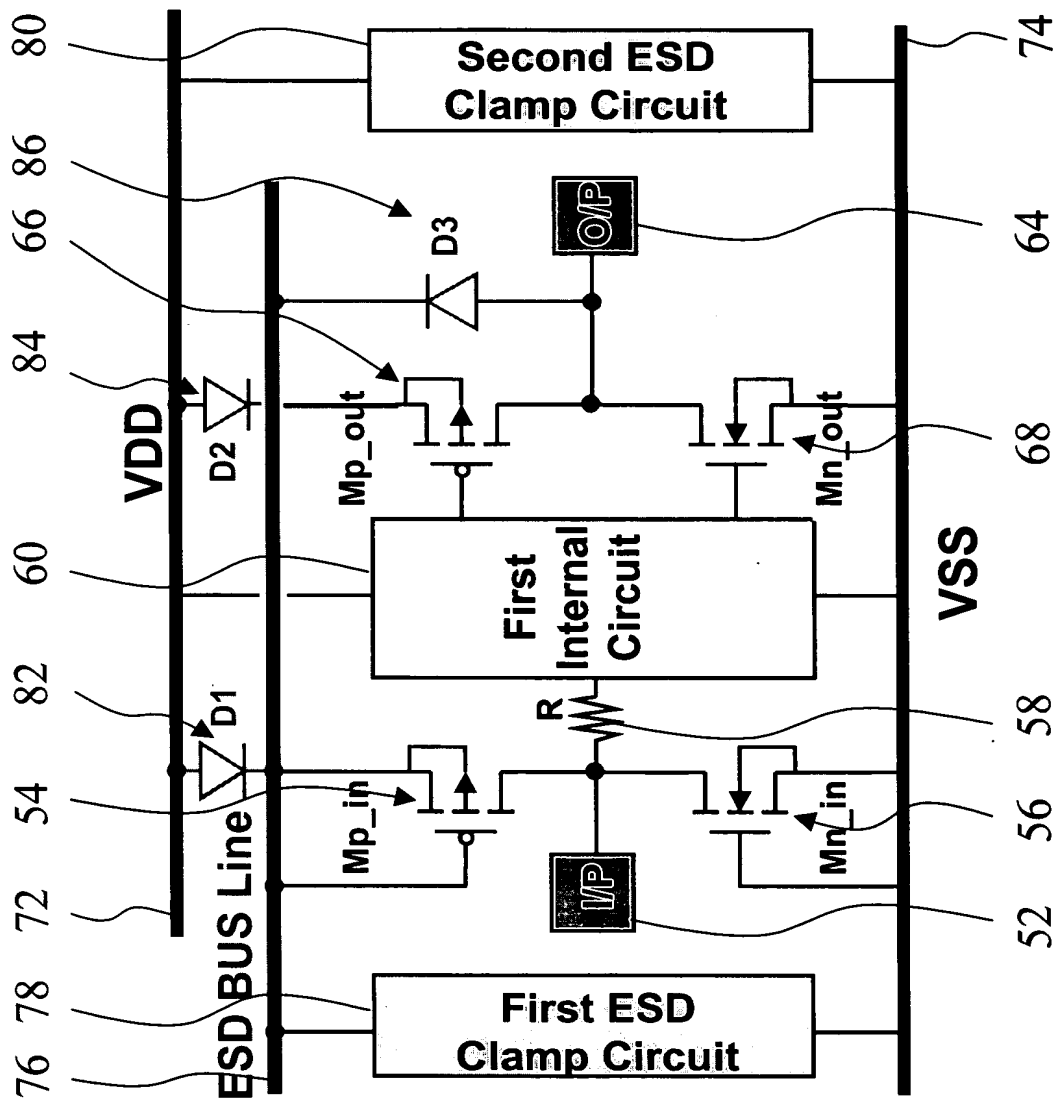 80
86
66
84
60
82
54
72
78
76
VDD
D2
D1
ESD BUS Line
Second ESD
Clamp Circuit
D3
Mp_out
O/P
Mn_out
First
Internal
Circuit
R
Mp_in
I/P
Mn_in
First ESD
Clamp Circuit
VSS
74
64
68
58
56
52